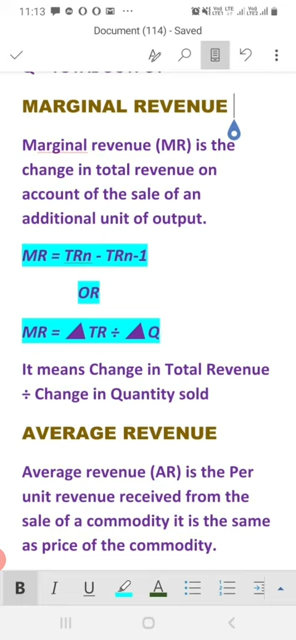 11:13
Document (114) - Saved
MARGINAL REVENUE
Marginal revenue (MR) is the
change in total revenue on
account of the sale of an
additional unit of output.
MR = TRn - TRn-1
OR
MR = ▲ TR ÷ ▲ Q
It means Change in Total Revenue
÷ Change in Quantity sold
AVERAGE REVENUE
Average revenue (AR) is the Per
unit revenue received from the
sale of a commodity it is the same
as price of the commodity.
B I U A